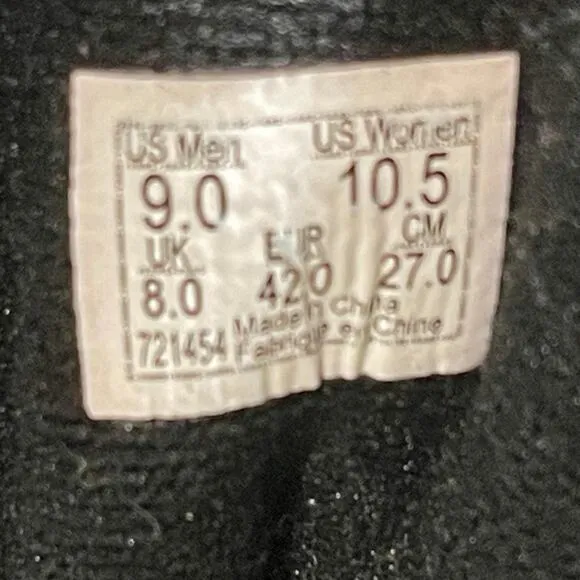 US Men US Women
9.0 10.5
UK EUR CM
8.0 42.0 27.0
Made in China
721454 Fabriqué en Chine